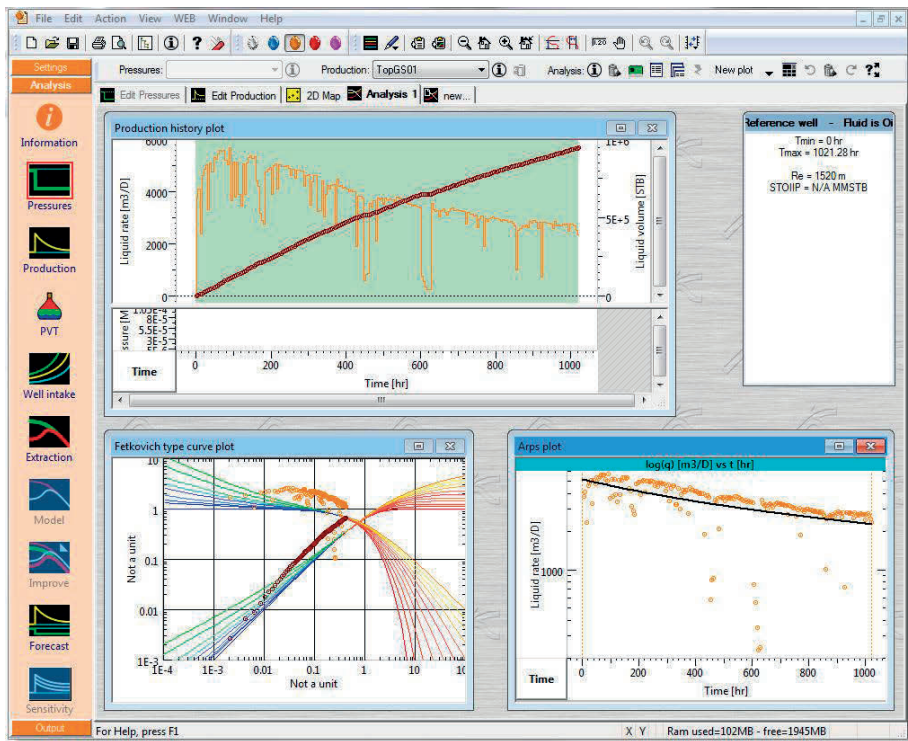 File Edit Action View WEB Window Help
Settings
Pressures: Production: TopGS01 Analysis: New plot
Analysis
Edit Pressures Edit Production 2D Map Analysis 1 new...
Information
Pressures
Production
PVT
Well intake
Extraction
Model
Improve
Forecast
Sensitivity
Output
Production history plot
Liquid rate [m3/D]
6000
4000
2000
0
1E+6
5E+5
0
Liquid volume [STB]
8E-5
5.5E-5
3E-5
Time
0 200 400 600 800 1000
Time [hr]
Reference well - Fluid is Oi
Tmin = 0 hr
Tmax = 1021.28 hr
Re = 1520 m
STOIIP = N/A MMSTB
Fetkovich type curve plot
Not a unit
10
1
0.1
0.01
1E-3
1E-4 1E-3 0.01 0.1 1 10
Not a unit
Arps plot
log(q) [m3/D] vs t [hr]
Liquid rate [m3/D]
1000
Time
0 200 400 600 800 1000
Time [hr]
For Help, press F1
X Y Ram used=102MB - free=1945MB